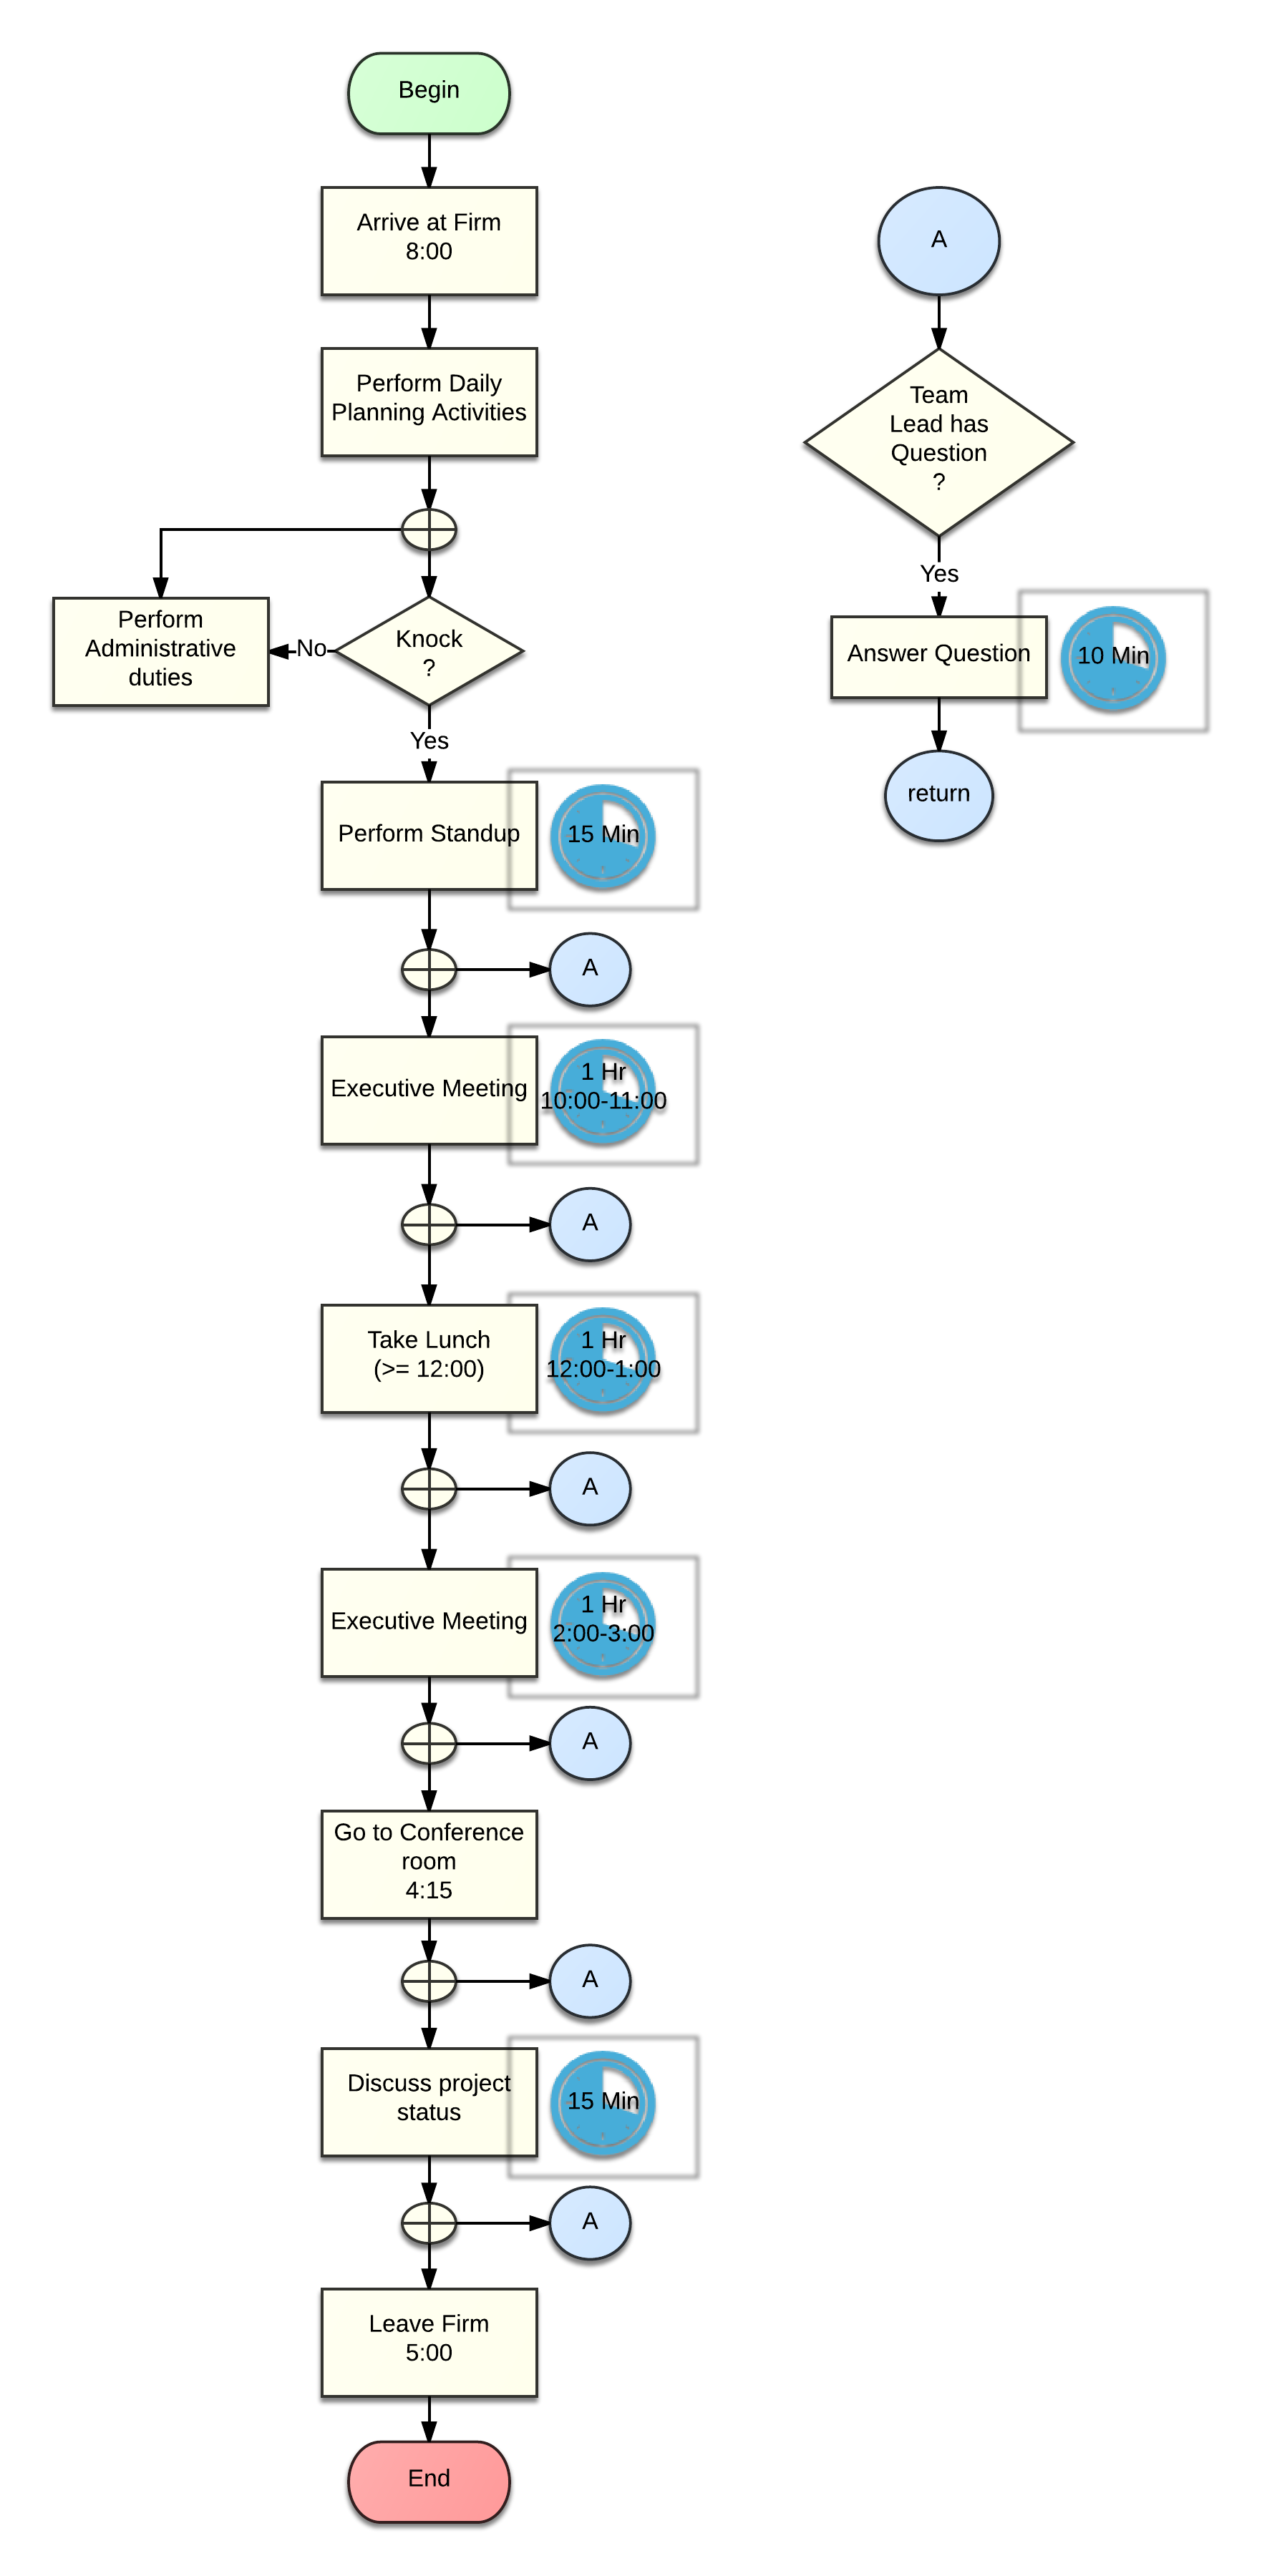 Begin
Arrive at Firm
8:00
A
Perform Daily
Planning Activities
Team
Lead has
Question
?
Yes
Perform
Administrative
duties
No
Knock
?
Answer Question
10 Min
Yes
return
Perform Standup
15 Min
A
Executive Meeting
1 Hr
10:00-11:00
A
Take Lunch
(>= 12:00)
1 Hr
12:00-1:00
A
Executive Meeting
1 Hr
2:00-3:00
A
Go to Conference
room
4:15
A
Discuss project
status
15 Min
A
Leave Firm
5:00
End